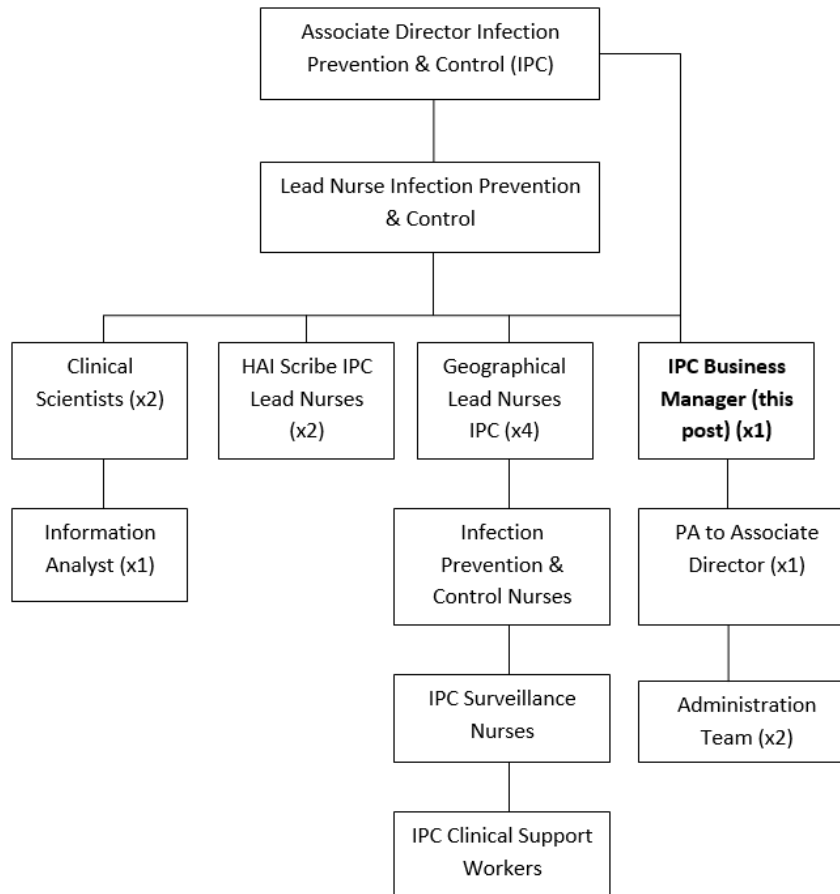 Associate Director Infection
Prevention & Control (IPC)
Lead Nurse Infection Prevention
& Control
Clinical
Scientists (x2)
HAI Scribe IPC
Lead Nurses
(x2)
Geographical
Lead Nurses
IPC (x4)
IPC Business
Manager (this
post) (x1)
Information
Analyst (x1)
Infection
Prevention &
Control Nurses
PA to Associate
Director (x1)
IPC Surveillance
Nurses
Administration
Team (x2)
IPC Clinical Support
Workers